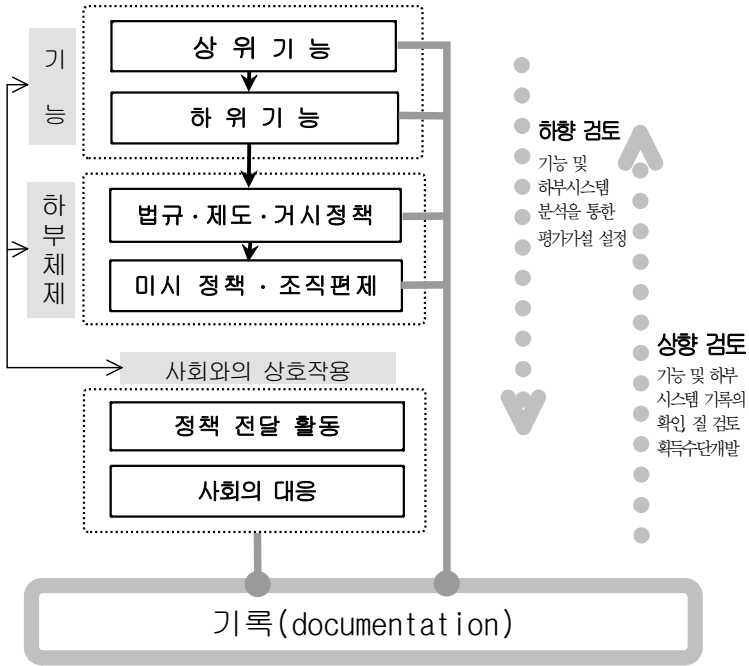 기
능
상 위 기 능
하 위 기 능
하
부
체
제
법규 · 제도 · 거시정책
미시 정책 · 조직편제
사회와의 상호작용
정책 전달 활동
사회의 대응
기록(documentation)
하향 검토
기능 및
하부시스템
분석을 통한
평가가설 설정
상향 검토
기능 및 하부
시스템 기록의
확인, 질 검토
획득수단개발